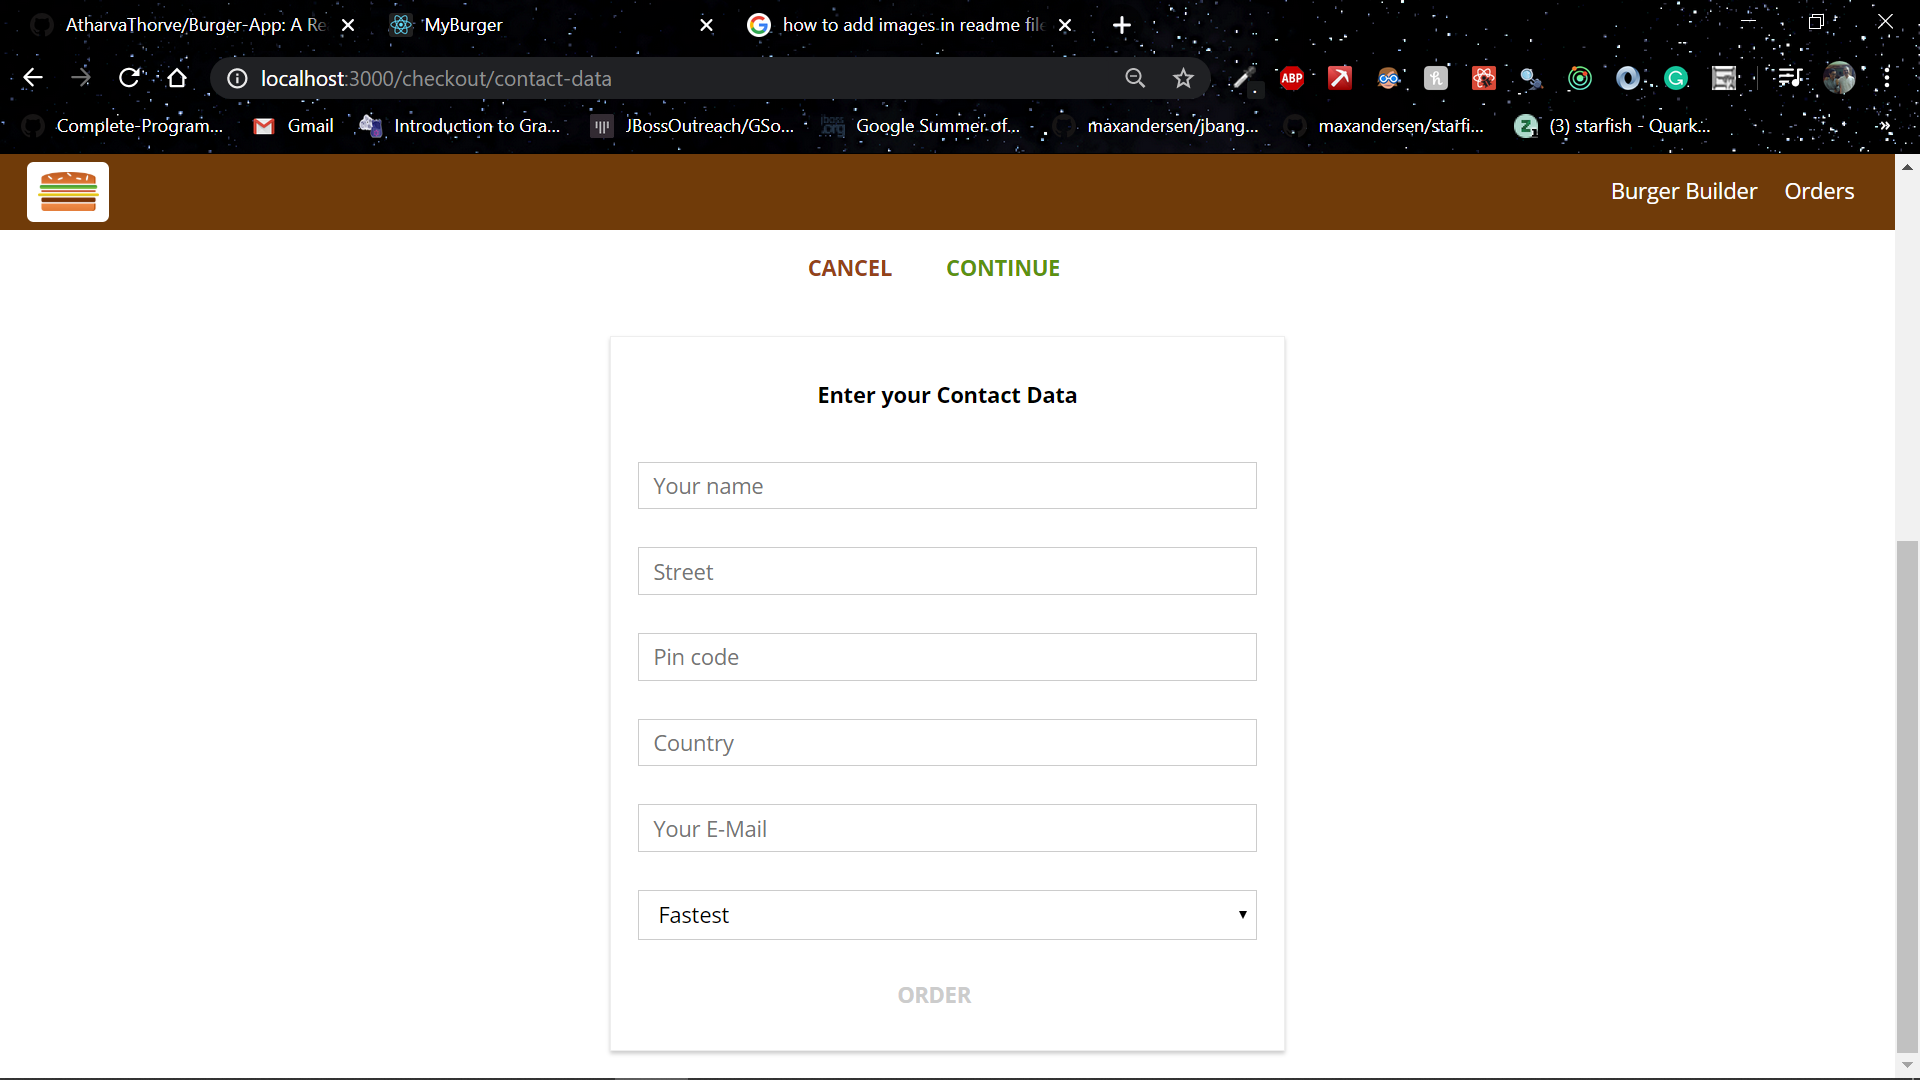 AtharvaThorve/Burger-App: A Re
MyBurger
how to add images in readme file
localhost:3000/checkout/contact-data
ABP
Complete-Program...
Gmail
Introduction to Gra...
JBossOutreach/GSo...
Google Summer of...
maxandersen/jbang...
maxandersen/starfi...
(3) starfish - Quark...
Burger Builder
Orders
CANCEL
CONTINUE
Enter your Contact Data
Your name
Street
Pin code
Country
Your E-Mail
Fastest
ORDER